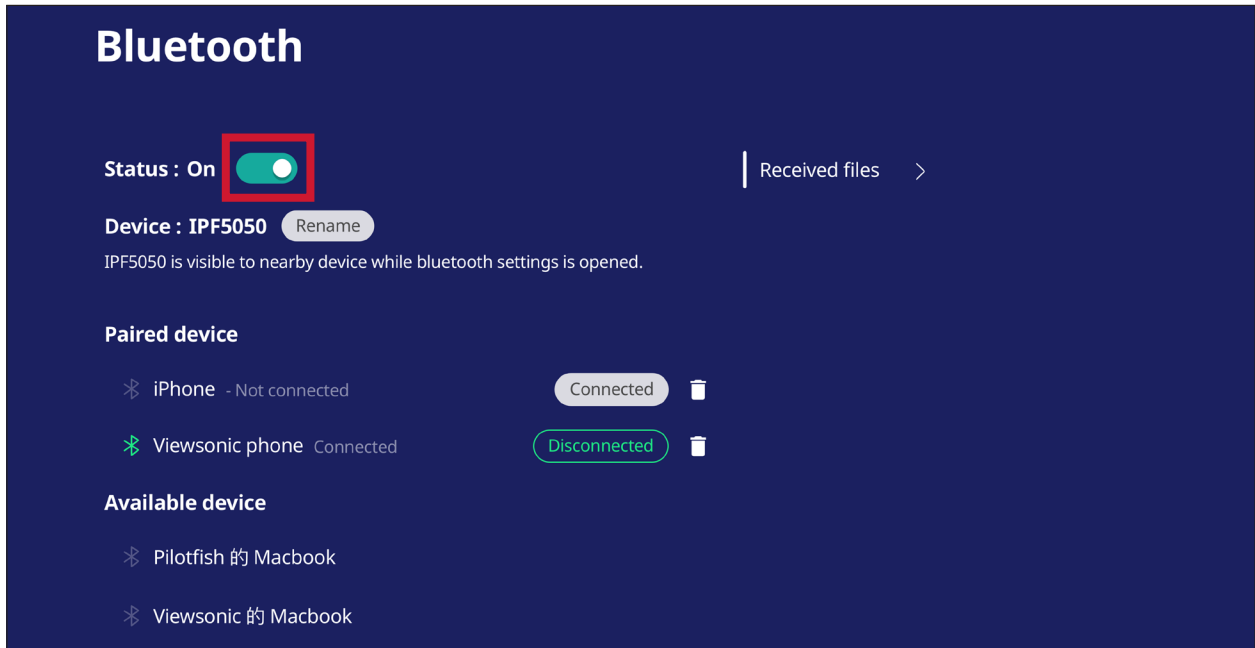 Bluetooth
Status : On
Received files
Device : IPF5050 Rename
IPF5050 is visible to nearby device while bluetooth settings is opened.
Paired device
iPhone - Not connected Connected
Viewsonic phone Connected Disconnected
Available device
Pilotfish 的 Macbook
Viewsonic 的 Macbook